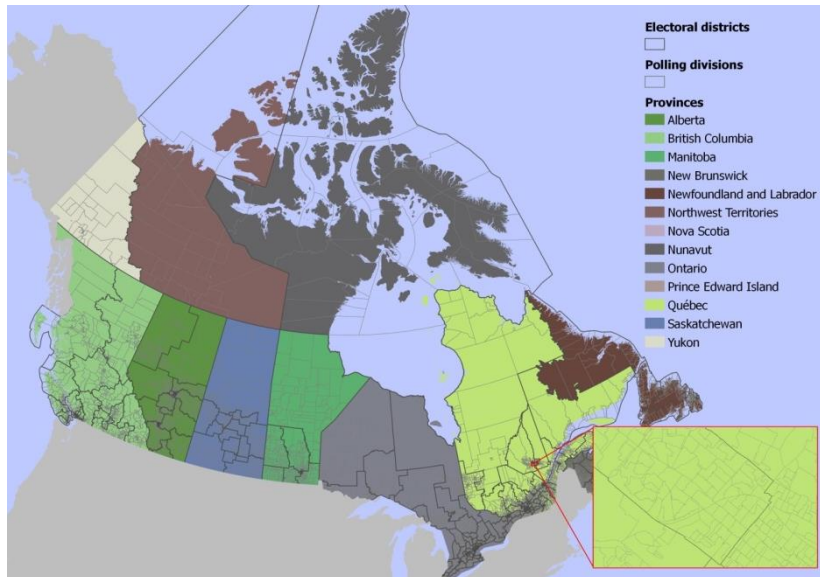 Electoral districts
Polling divisions
Provinces
Alberta
British Columbia
Manitoba
New Brunswick
Newfoundland and Labrador
Northwest Territories
Nova Scotia
Nunavut
Ontario
Prince Edward Island
Québec
Saskatchewan
Yukon